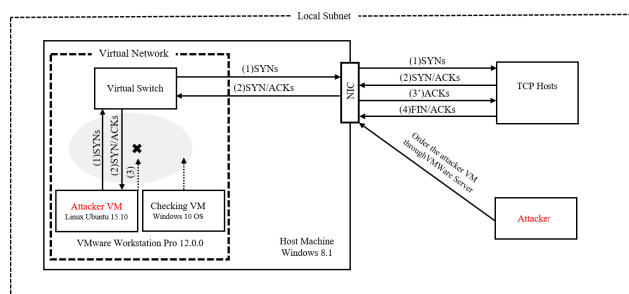 Local Subnet
Virtual Network
Virtual Switch
(1)SYNs
(2)SYN/ACKs
(1)SYNs
(2)SYN/ACKs
(3)
Attacker VM
Linux Ubuntu 15.10
Checking VM
Windows 10 OS
VMware Workstation Pro 12.0.0
Host Machine
Windows 8.1
NIC
(1)SYNs
(2)SYN/ACKs
(3')ACKs
(4)FIN/ACKs
TCP Hosts
Order the attacker VM
throughVMWare Server
Attacker